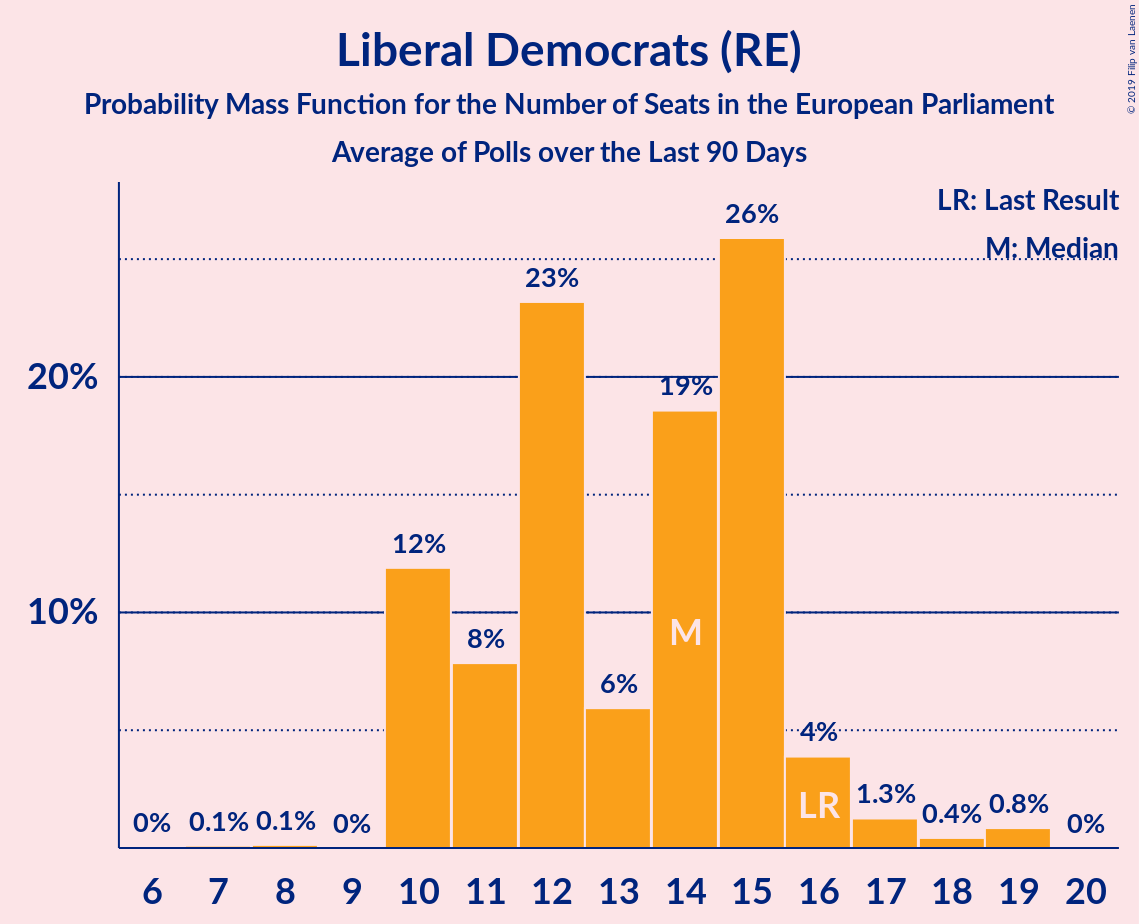 Liberal Democrats (RE)
Probability Mass Function for the Number of Seats in the European Parliament
Average of Polls over the Last 90 Days
© 2019 Filip van Laenen
LR: Last Result
M: Median
26%
23%
20%
19%
12%
10%
M
8%
6%
4%
LR
1.3%
0.8%
0.4%
0%
0.1%
0.1%
0%
0%
6 7 8 9 10 11 12 13 14 15 16 17 18 19 20